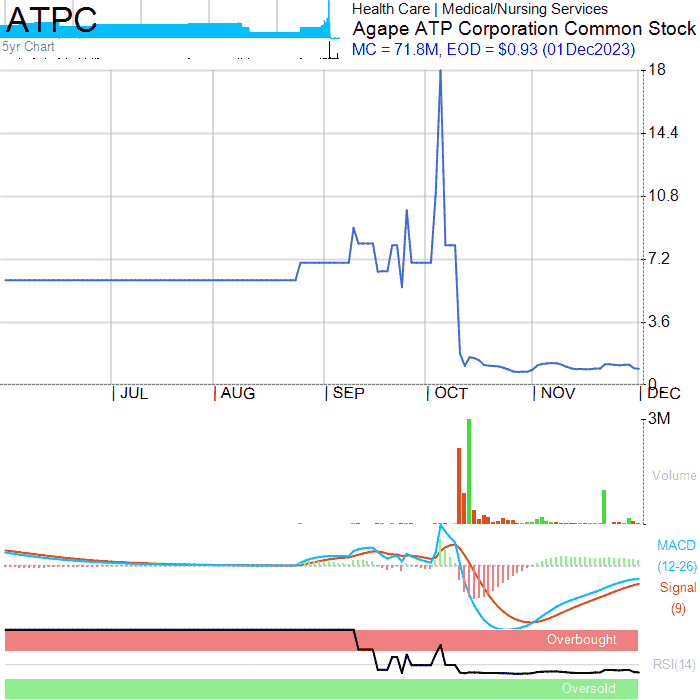 ATPC
5yr Chart
Health Care | Medical/Nursing Services
Agape ATP Corporation Common Stock
MC = 71.8M, EOD = $0.93 (01Dec2023)
18
14.4
10.8
7.2
3.6
0
JUL AUG SEP OCT NOV DEC
3M
Volume
MACD
(12-26)
Signal
(9)
Overbought
RSI(14)
Oversold